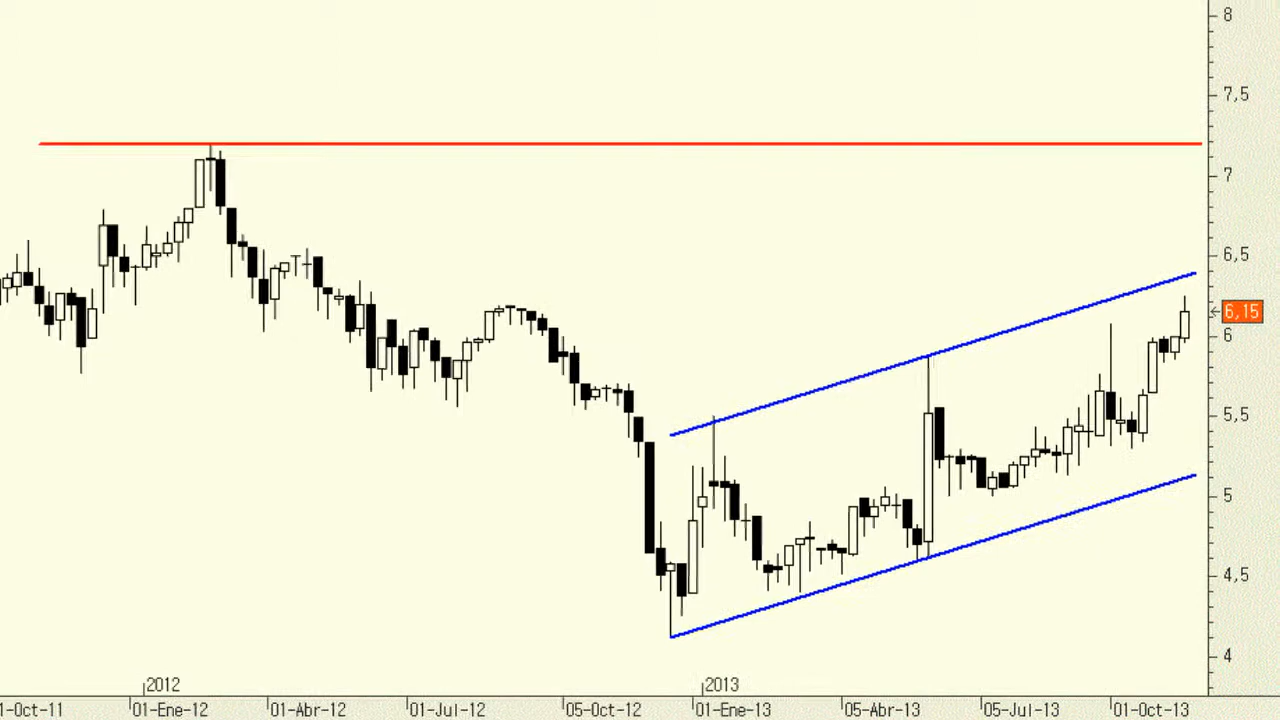 8
7,5
7
6,5
6,15
6
5,5
5
4,5
4
2012
2013
1-Oct-11
01-Ene-12
01-Abr-12
01-Jul-12
05-Oct-12
01-Ene-13
05-Abr-13
05-Jul-13
01-Oct-13